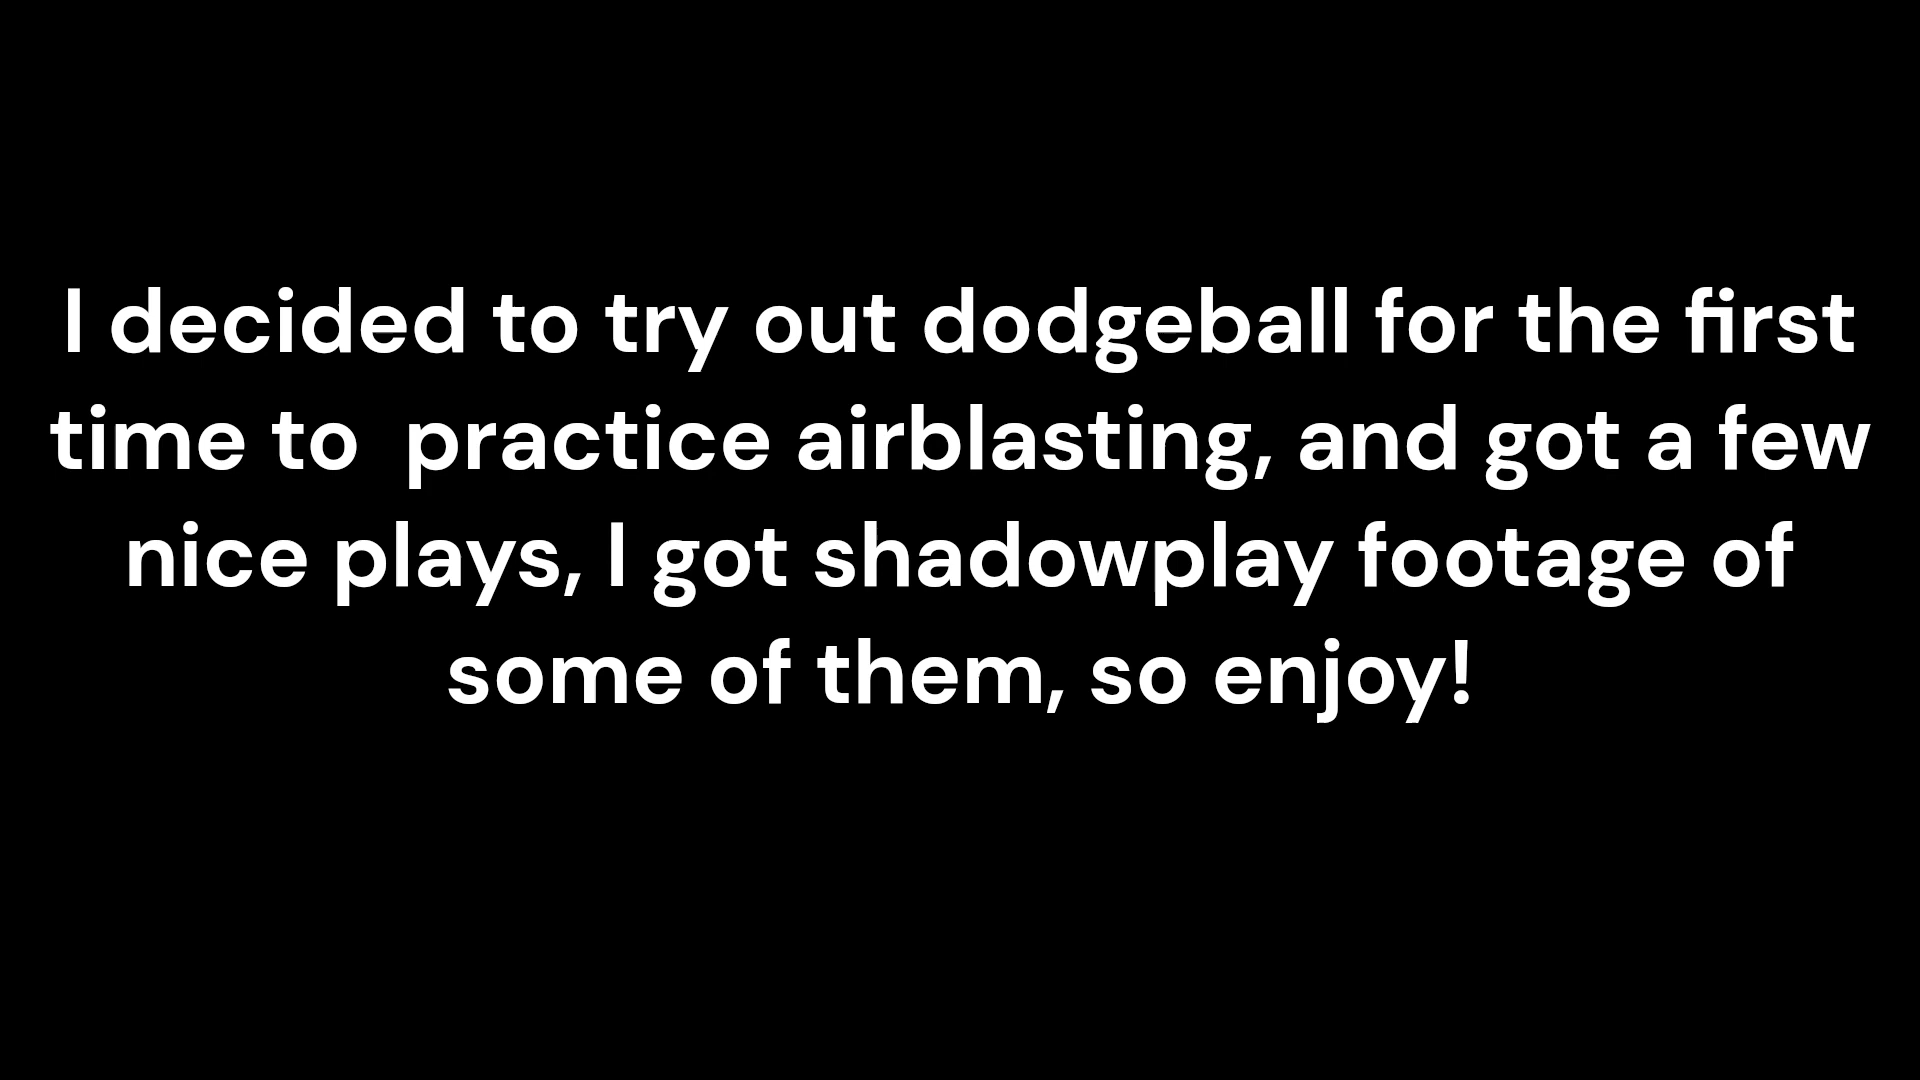 I decided to try out dodgeball for the first
time to  practice airblasting, and got a few
nice plays, I got shadowplay footage of
some of them, so enjoy!